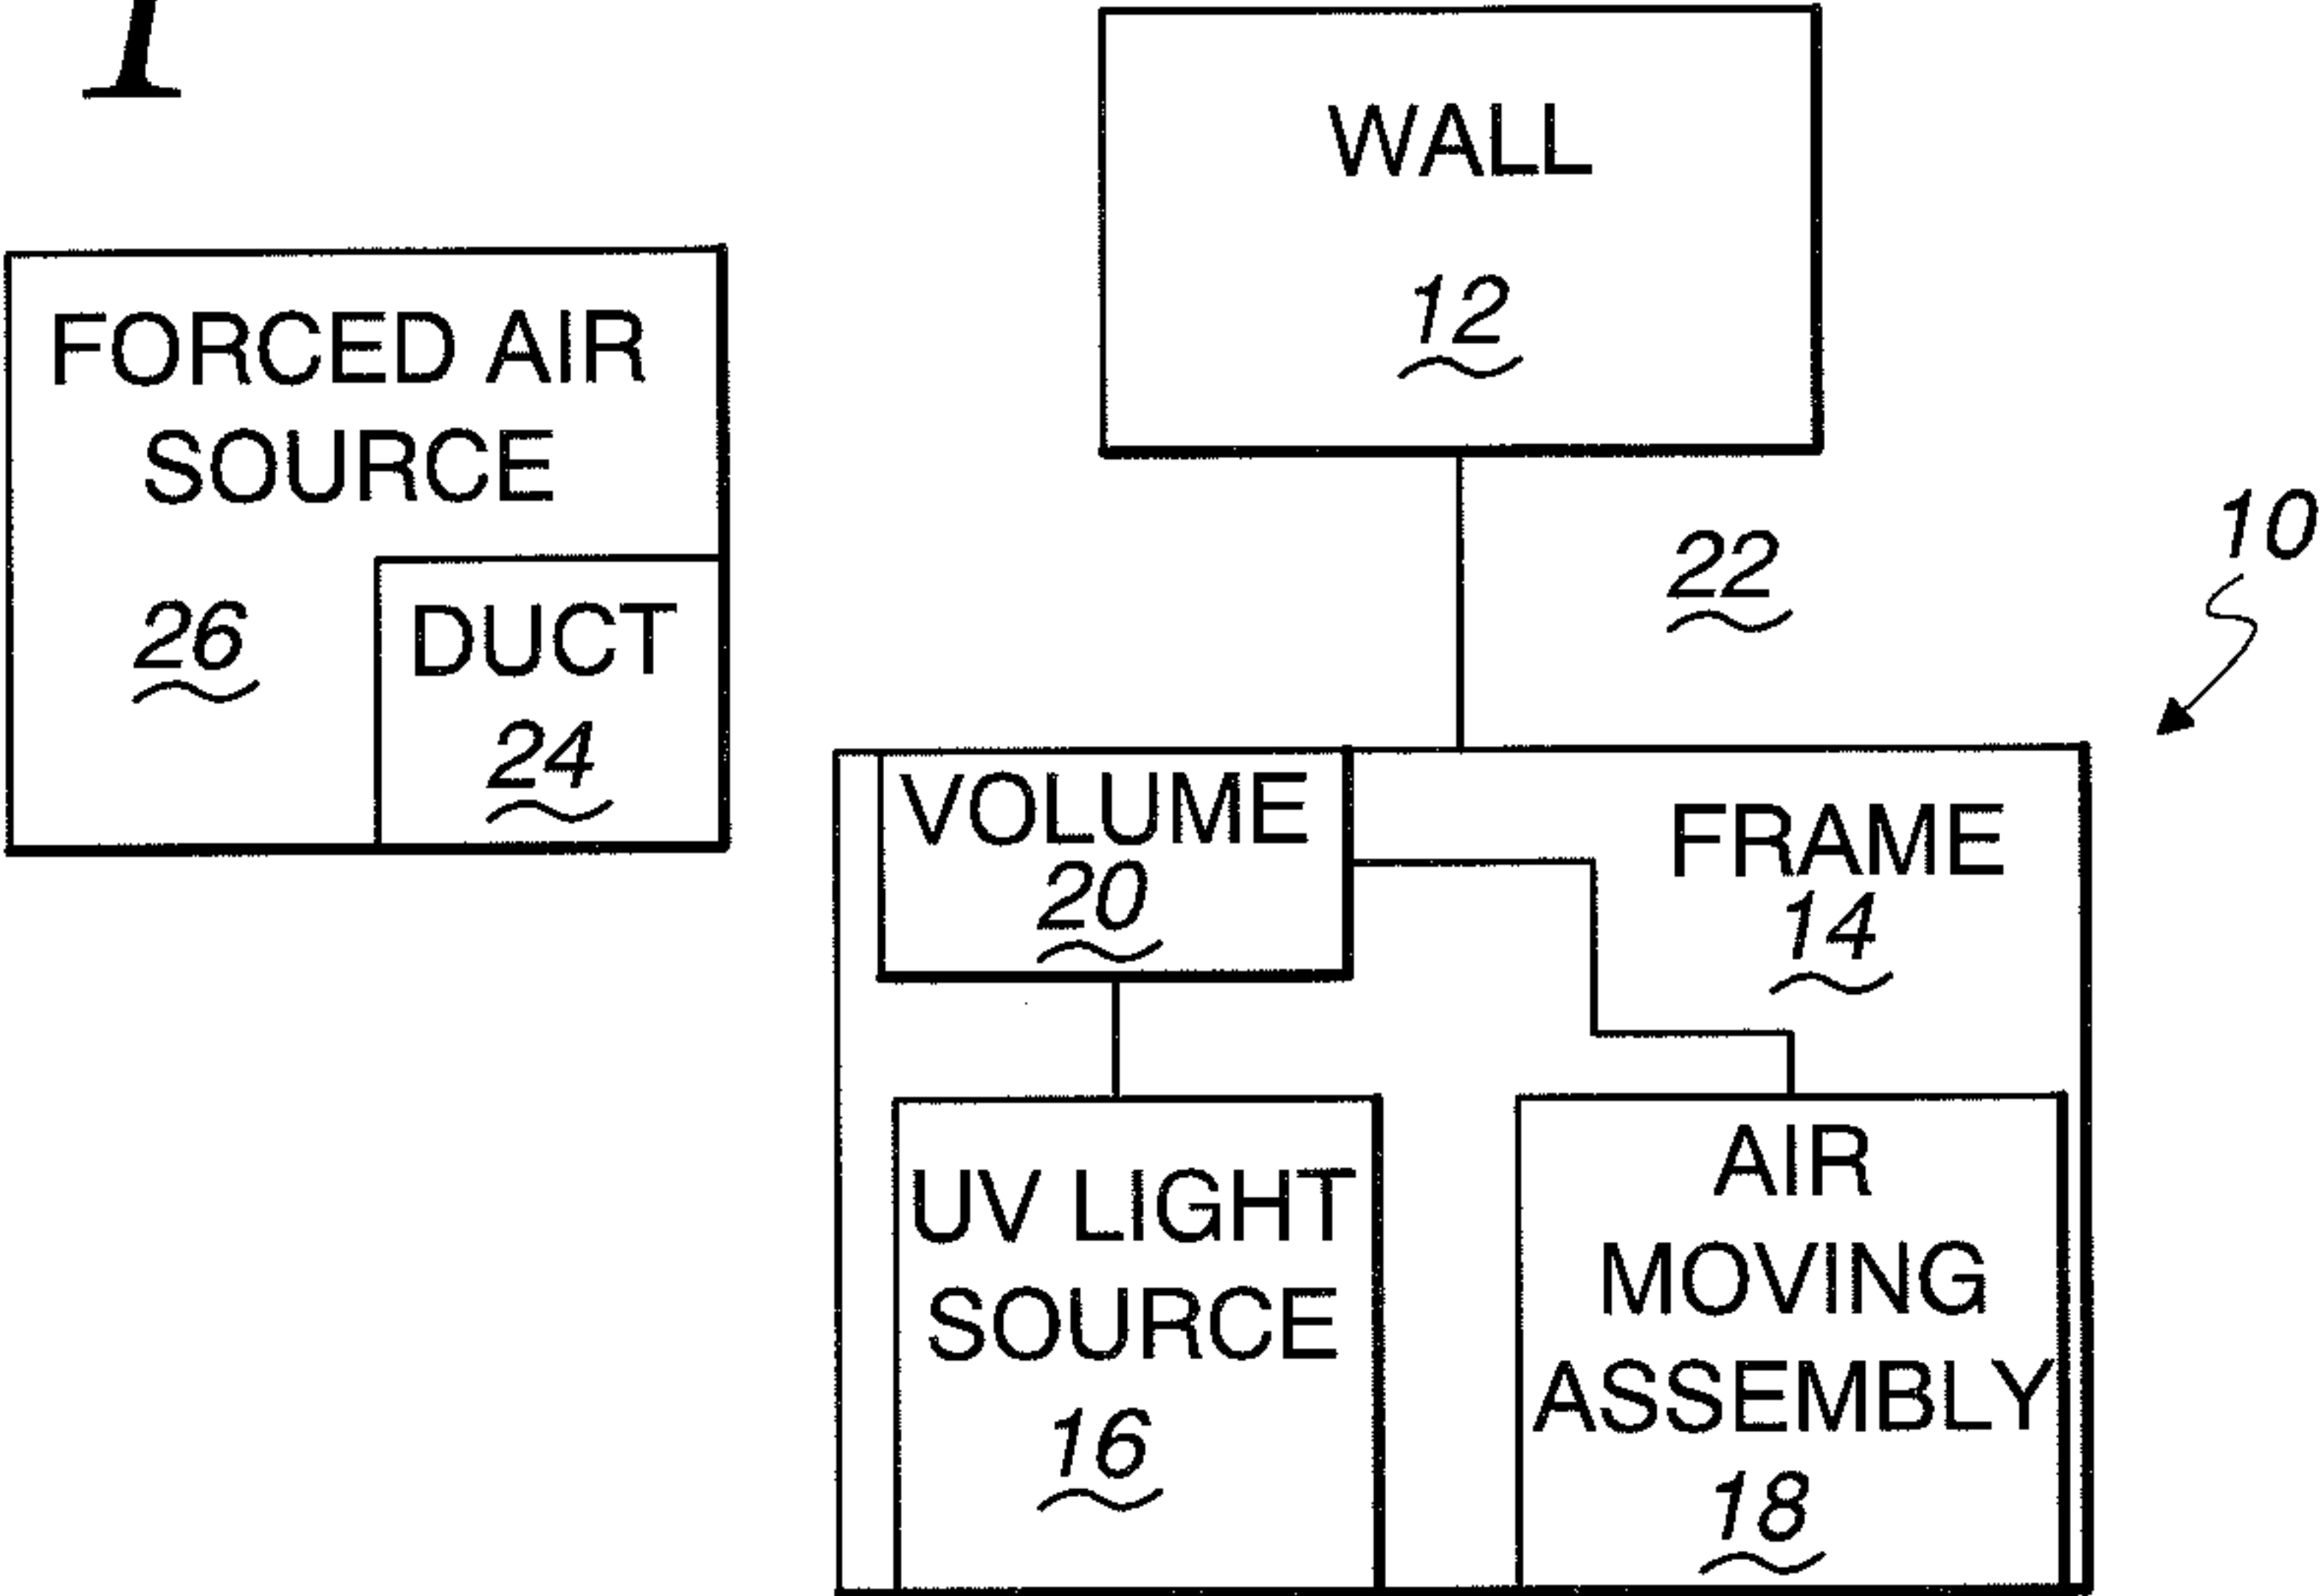 1
WALL
12
FORCED AIR
SOURCE
26
DUCT
24
22
10
VOLUME
20
FRAME
14
UV LIGHT
SOURCE
16
AIR
MOVING
ASSEMBLY
18